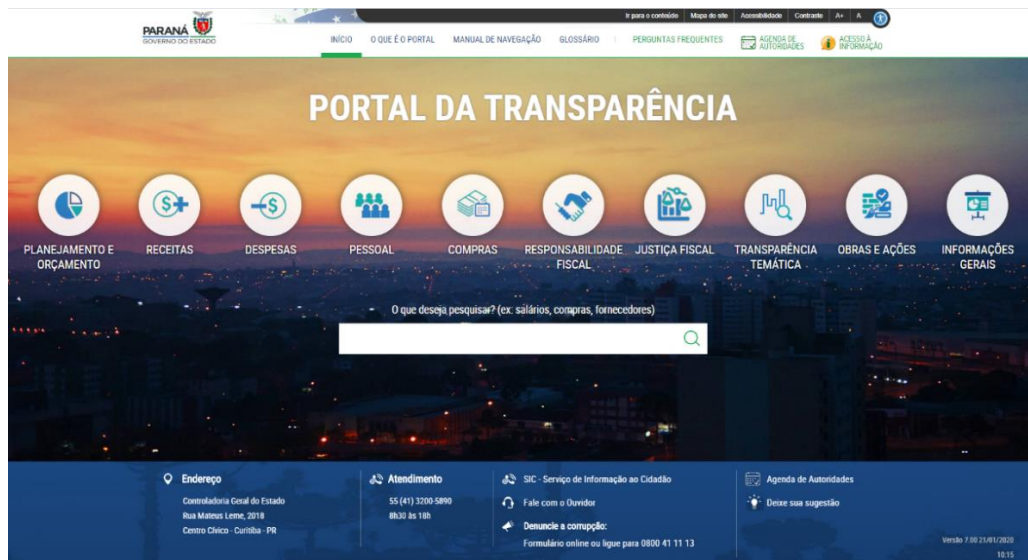 Ir para o conteúdo Mapa do site Acessibilidade Contraste A+ A
PARANÁ
GOVERNO DO ESTADO
INÍCIO O QUE É O PORTAL MANUAL DE NAVEGAÇÃO GLOSSÁRIO PERGUNTAS FREQUENTES
AGENDA DE
AUTORIDADES
ACESSO À
INFORMAÇÃO
PORTAL DA TRANSPARÊNCIA
PLANEJAMENTO E
ORÇAMENTO
RECEITAS
DESPESAS
PESSOAL
COMPRAS
RESPONSABILIDADE
FISCAL
JUSTIÇA FISCAL
TRANSPARÊNCIA
TEMÁTICA
OBRAS E AÇÕES
INFORMAÇÕES
GERAIS
O que deseja pesquisar? (ex: salários, compras, fornecedores)
Endereço
Controladoria Geral do Estado
Rua Mateus Leme, 2018
Centro Cívico - Curitiba - PR
Atendimento
55 (41) 3200-5890
8h30 às 18h
SIC - Serviço de Informação ao Cidadão
Fale com o Ouvidor
Denuncie a corrupção:
Formulário online ou ligue para 0800 41 11 13
Agenda de Autoridades
Deixe sua sugestão
Versão 7.00 21/01/2020
10:15